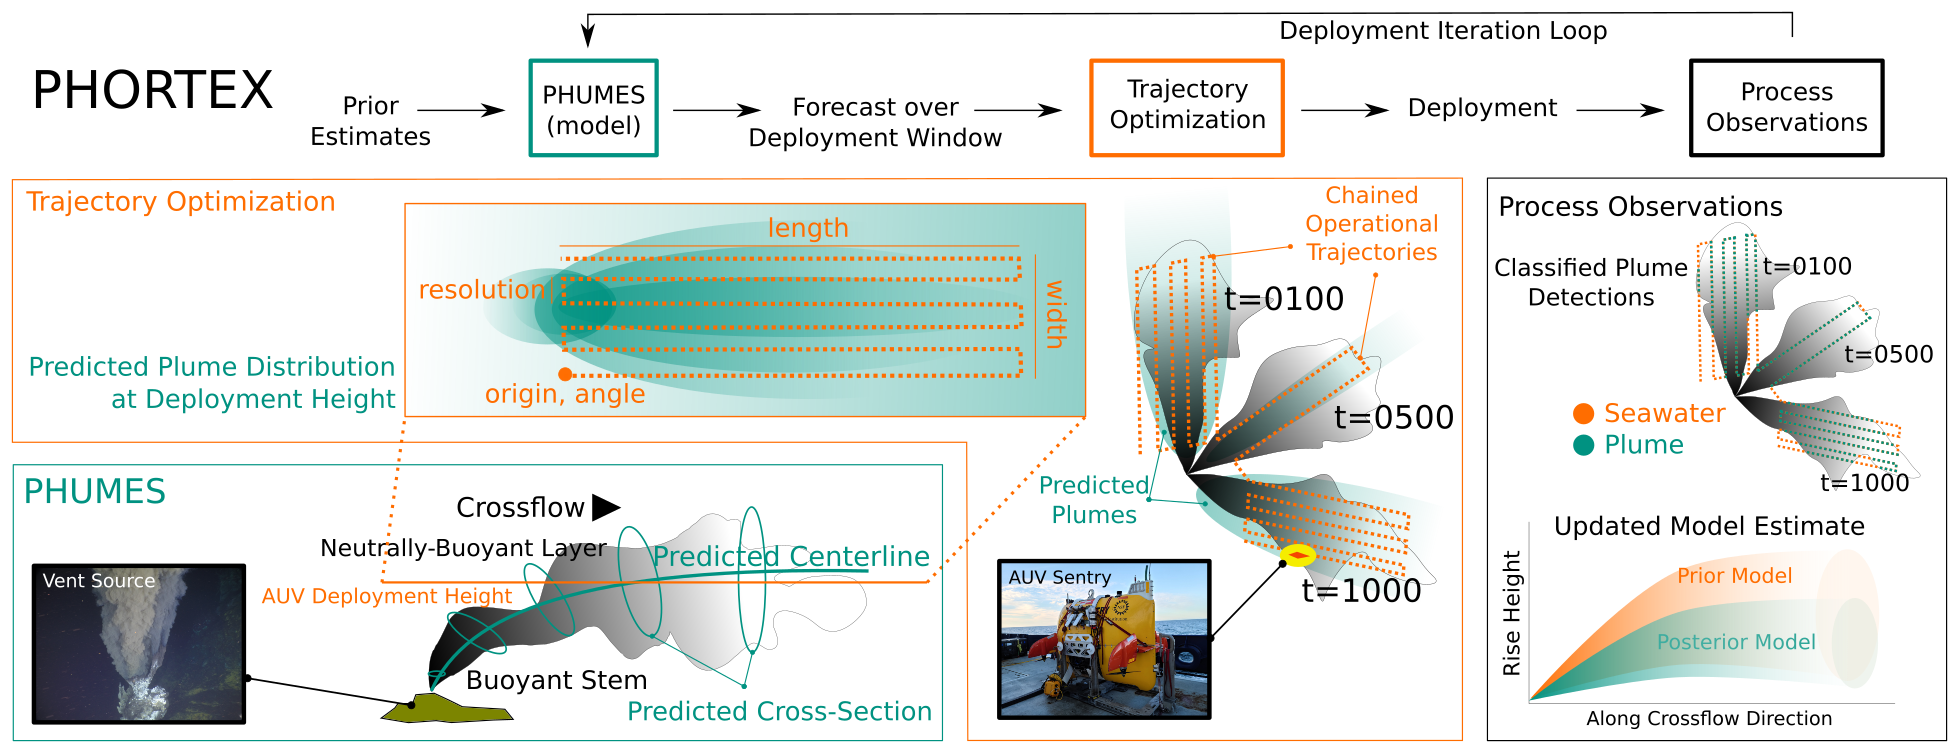 Deployment Iteration Loop
PHORTEX
Prior
Estimates
PHUMES
(model)
Forecast over
Deployment Window
Trajectory
Optimization
Deployment
Process
Observations
Trajectory Optimization
length
resolution
width
origin, angle
Predicted Plume Distribution
at Deployment Height
Chained
Operational
Trajectories
t=0100
t=0500
Predicted
Plumes
t=1000
AUV Sentry
PHUMES
Crossflow
Neutrally-Buoyant Layer
Predicted Centerline
Vent Source
AUV Deployment Height
Buoyant Stem
Predicted Cross-Section
Process Observations
Classified Plume
Detections
t=0100
t=0500
Seawater
Plume
t=1000
Updated Model Estimate
Prior Model
Posterior Model
Rise Height
Along Crossflow Direction